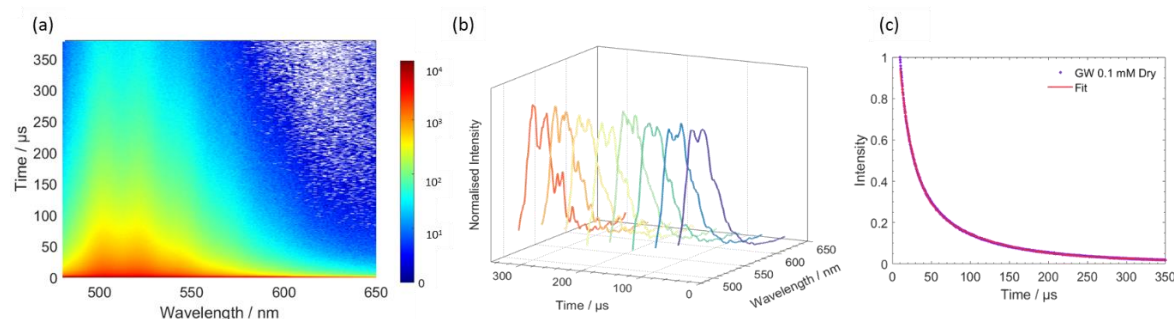 (a)
350
300
250
200
150
100
50
0
Time / µs
500
550
600
650
Wavelength / nm
10⁴
10³
10²
10¹
0
(b)
Normalised Intensity
300
200
100
0
Time / µs
500
550
600
650
Wavelength / nm
(c)
1
0.8
0.6
0.4
0.2
0
Intensity
GW 0.1 mM Dry
Fit
0 50 100 150 200 250 300 350
Time / µs